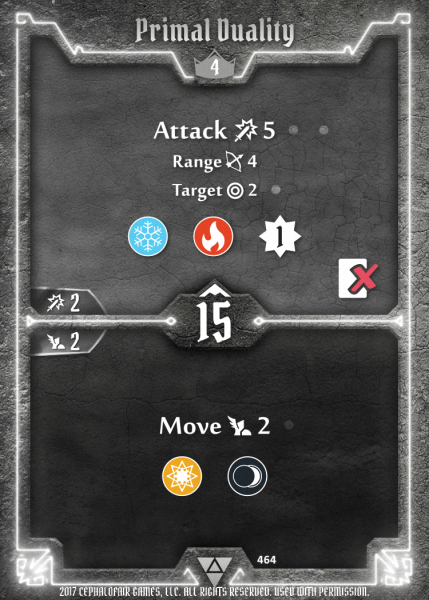 Primal Duality
4
Attack 5
Range 4
Target 2
1
2
15
2
Move 2
464
2017 CEPHALOFAIR GAMES, LLC. ALL RIGHTS RESERVED. USED WITH PERMISSION.